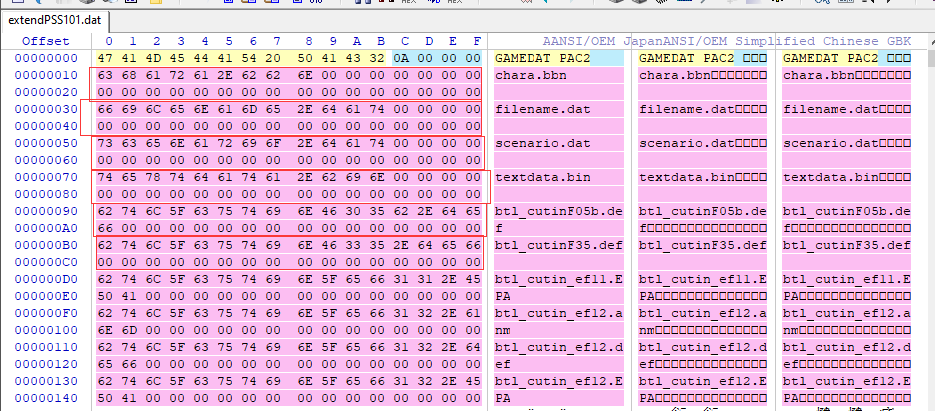 extendPSS101.dat
Offset 0 1 2 3 4 5 6 7 8 9 A B C D E F AANSI/OEM JapanANSI/OEM Simplified Chinese GBK
00000000 47 41 4D 45 44 41 54 20 50 41 43 32 0A 00 00 00 GAMEDAT PAC2 GAMEDAT PAC2 GAMEDAT PAC2
00000010 63 68 61 72 61 2E 62 62 6E 00 00 00 00 00 00 00 chara.bbn chara.bbn chara.bbn
00000020 00 00 00 00 00 00 00 00 00 00 00 00 00 00 00 00
00000030 66 69 6C 65 6E 61 6D 65 2E 64 61 74 00 00 00 00 filename.dat filename.dat filename.dat
00000040 00 00 00 00 00 00 00 00 00 00 00 00 00 00 00 00
00000050 73 63 65 6E 61 72 69 6F 2E 64 61 74 00 00 00 00 scenario.dat scenario.dat scenario.dat
00000060 00 00 00 00 00 00 00 00 00 00 00 00 00 00 00 00
00000070 74 65 78 74 64 61 74 61 2E 62 69 6E 00 00 00 00 textdata.bin textdata.bin textdata.bin
00000080 00 00 00 00 00 00 00 00 00 00 00 00 00 00 00 00
00000090 62 74 6C 5F 63 75 74 69 6E 46 30 35 62 2E 64 65 btl_cutinF05b.de btl_cutinF05b.de btl_cutinF05b.de
000000A0 66 00 00 00 00 00 00 00 00 00 00 00 00 00 00 00 f f f
000000B0 62 74 6C 5F 63 75 74 69 6E 46 33 35 2E 64 65 66 btl_cutinF35.def btl_cutinF35.def btl_cutinF35.def
000000C0 00 00 00 00 00 00 00 00 00 00 00 00 00 00 00 00
000000D0 62 74 6C 5F 63 75 74 69 6E 5F 65 66 31 31 2E 45 btl_cutin_ef11.E btl_cutin_ef11.E btl_cutin_ef11.E
000000E0 50 41 00 00 00 00 00 00 00 00 00 00 00 00 00 00 PA PA PA
000000F0 62 74 6C 5F 63 75 74 69 6E 5F 65 66 31 32 2E 61 btl_cutin_ef12.a btl_cutin_ef12.a btl_cutin_ef12.a
00000100 6E 6D 00 00 00 00 00 00 00 00 00 00 00 00 00 00 nm nm nm
00000110 62 74 6C 5F 63 75 74 69 6E 5F 65 66 31 32 2E 64 btl_cutin_ef12.d btl_cutin_ef12.d btl_cutin_ef12.d
00000120 65 66 00 00 00 00 00 00 00 00 00 00 00 00 00 00 ef ef ef
00000130 62 74 6C 5F 63 75 74 69 6E 5F 65 66 31 32 2E 45 btl_cutin_ef12.E btl_cutin_ef12.E btl_cutin_ef12.E
00000140 50 41 00 00 00 00 00 00 00 00 00 00 00 00 00 00 PA PA PA